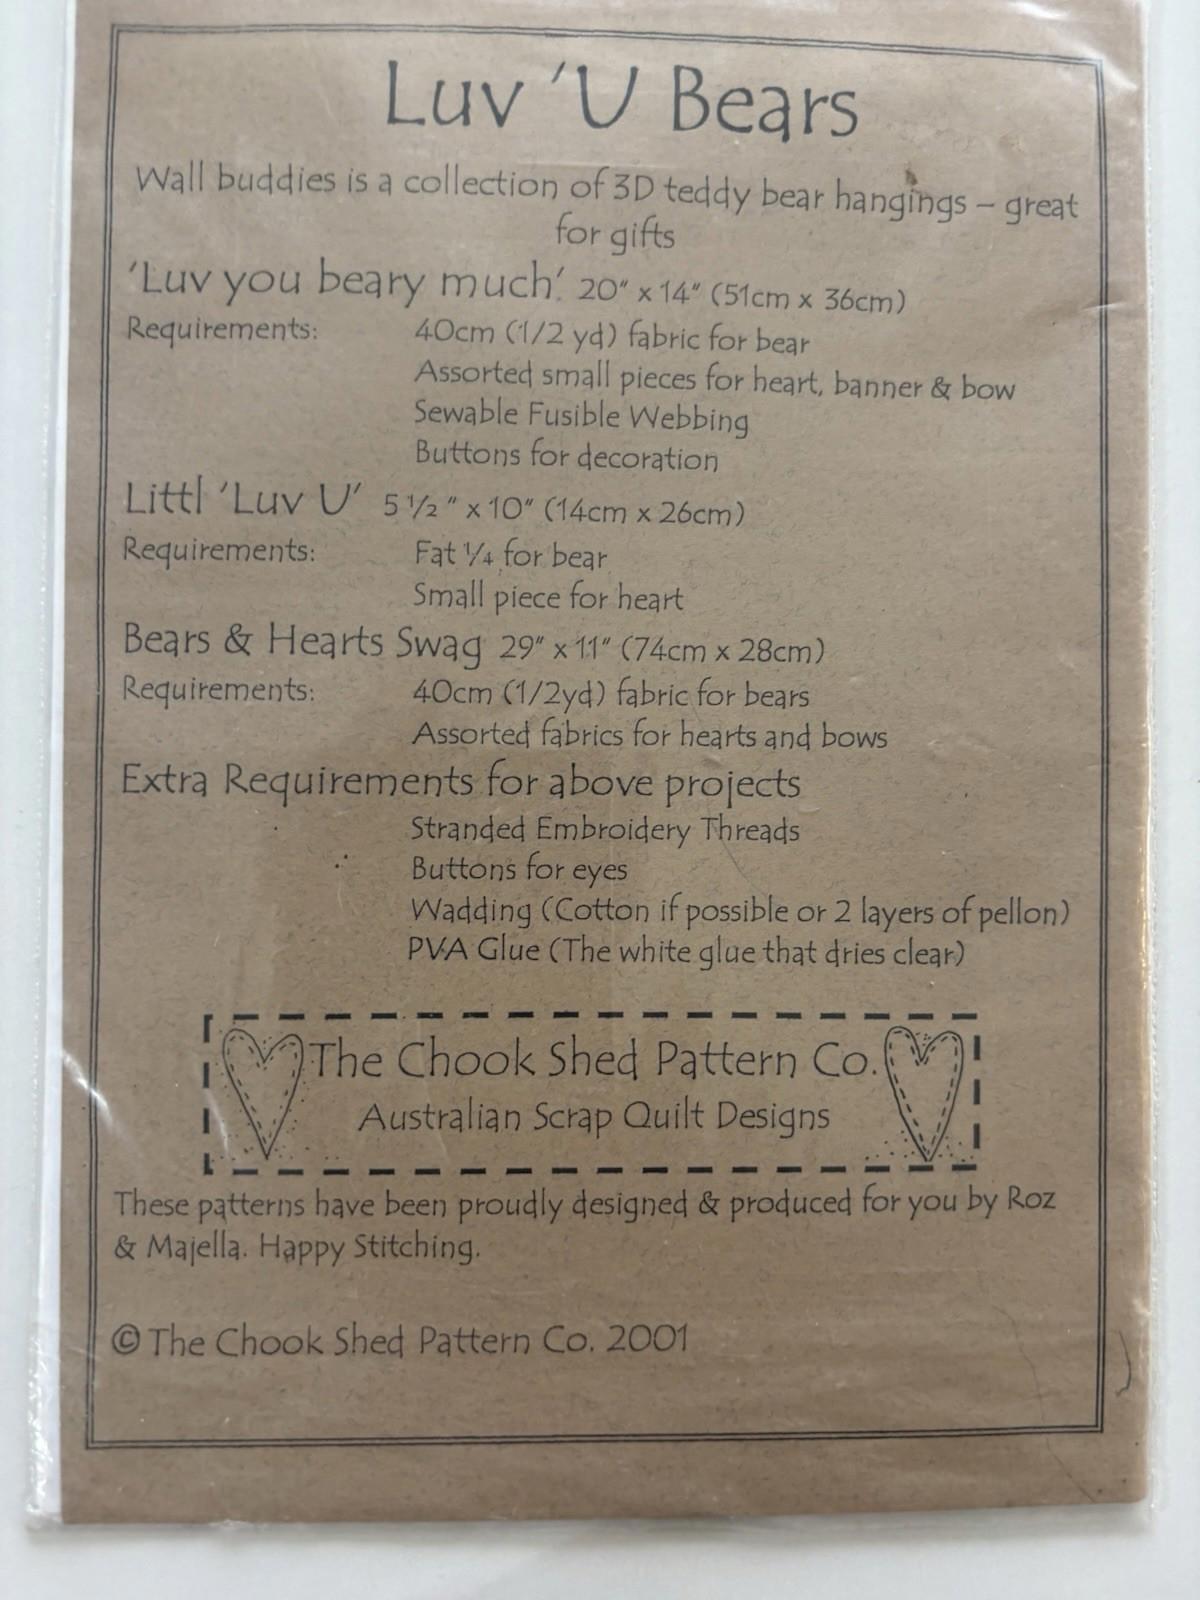 Luv 'U Bears
Wall buddies is a collection of 3D teddy bear hangings – great
for gifts
'Luv you beary much'. 20" x 14" (51cm x 36cm)
Requirements: 40cm (1/2 yd) fabric for bear
Assorted small pieces for heart, banner & bow
Sewable Fusible Webbing
Buttons for decoration
Littl 'Luv U' 5 ½ " x 10" (14cm x 26cm)
Requirements: Fat ¼ for bear
Small piece for heart
Bears & Hearts Swag 29" x 11" (74cm x 28cm)
Requirements: 40cm (1/2yd) fabric for bears
Assorted fabrics for hearts and bows
Extra Requirements for above projects
Stranded Embroidery Threads
Buttons for eyes
Wadding (Cotton if possible or 2 layers of pellon)
PVA Glue (The white glue that dries clear)
The Chook Shed Pattern Co.
Australian Scrap Quilt Designs
These patterns have been proudly designed & produced for you by Roz
& Majella. Happy Stitching.
© The Chook Shed Pattern Co. 2001